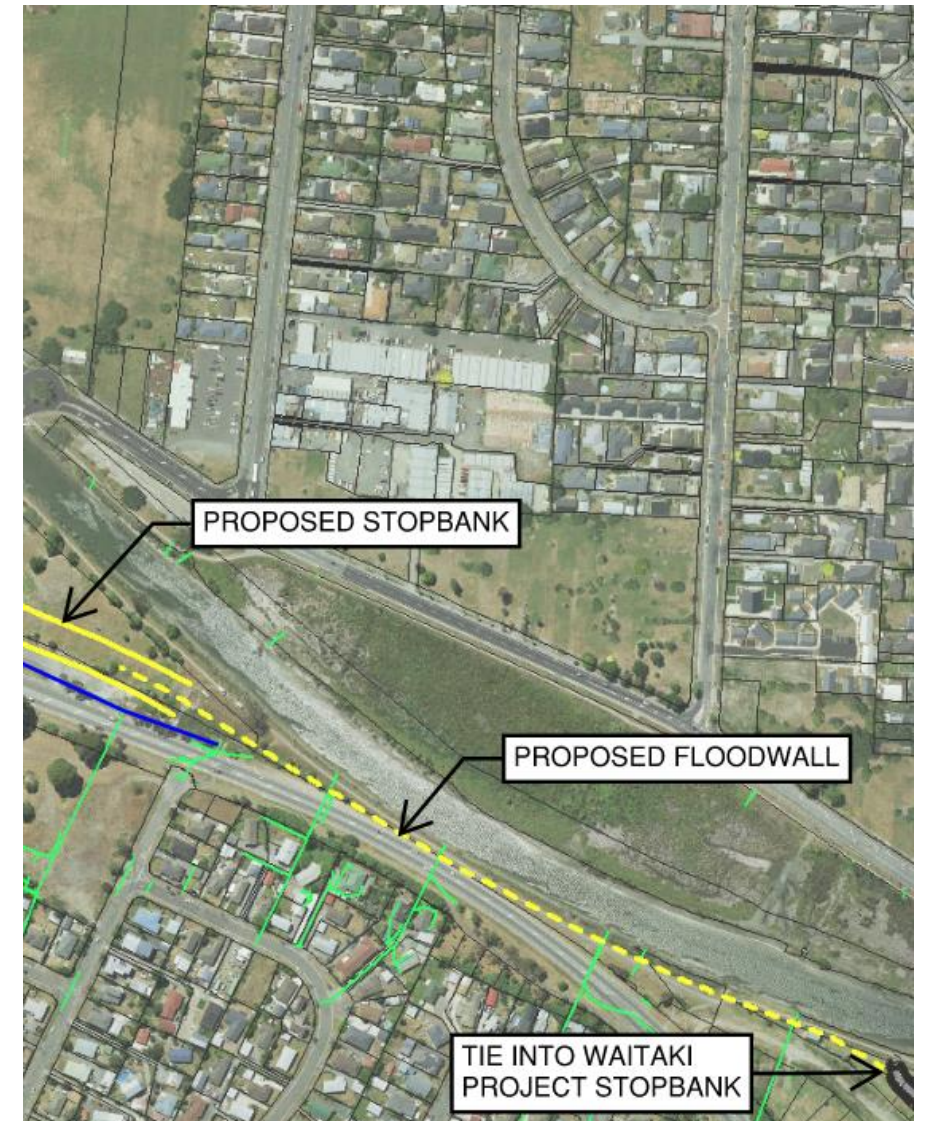 PROPOSED STOPBANK
PROPOSED FLOODWALL
TIE INTO WAITAKI
PROJECT STOPBANK